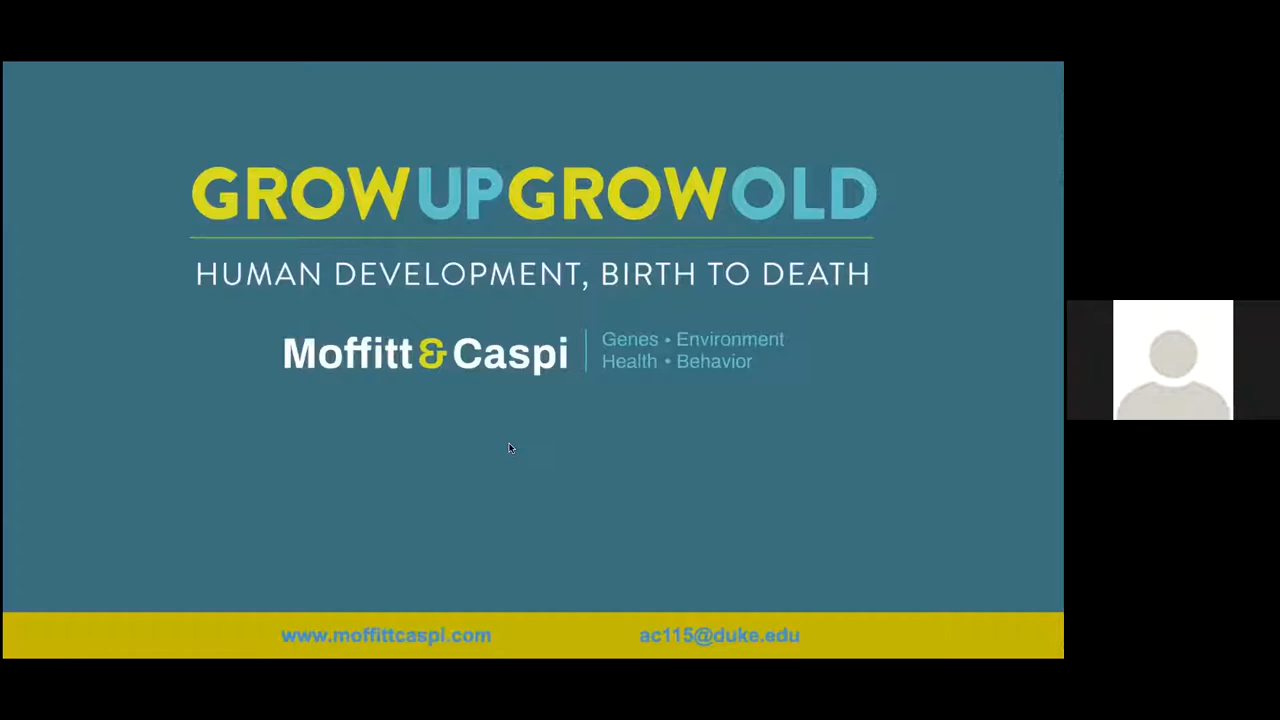 GROWUPGROWOLD
HUMAN DEVELOPMENT, BIRTH TO DEATH
Moffitt&Caspi
Genes • Environment
Health • Behavior
www.moffittcaspi.com
ac115@duke.edu